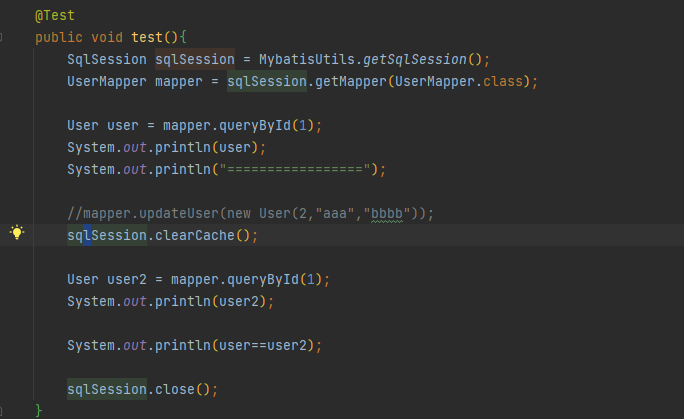 @Test
public void test(){
SqlSession sqlSession = MybatisUtils.getSqlSession();
UserMapper mapper = sqlSession.getMapper(UserMapper.class);
User user = mapper.queryById(1);
System.out.println(user);
System.out.println("=================");
//mapper.updateUser(new User(2,"aaa","bbbb"));
sqlSession.clearCache();
User user2 = mapper.queryById(1);
System.out.println(user2);
System.out.println(user==user2);
sqlSession.close();
}